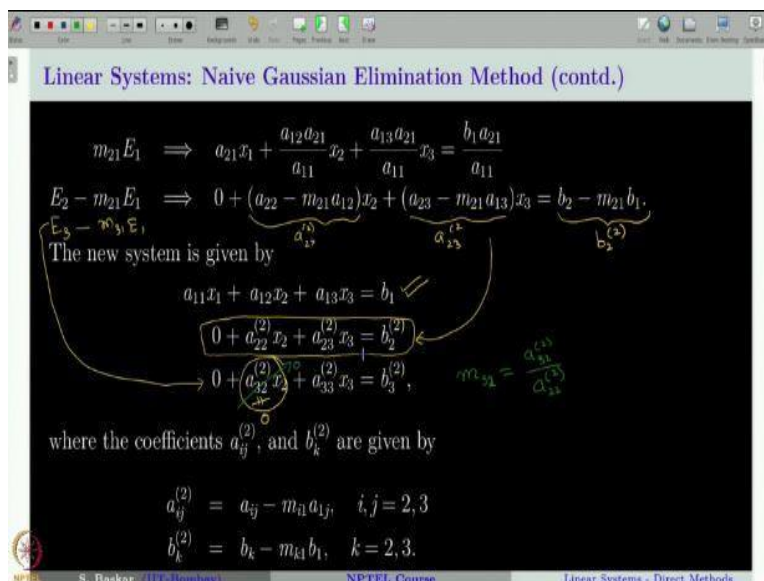 Linear Systems: Naive Gaussian Elimination Method (contd.)
m₂₁E₁ ⟹ a₂₁x₁ + (a₁₂a₂₁/a₁₁)x₂ + (a₁₃a₂₁/a₁₁)x₃ = b₁a₂₁/a₁₁
E₂ − m₂₁E₁ ⟹ 0 + (a₂₂ − m₂₁a₁₂)x₂ + (a₂₃ − m₂₁a₁₃)x₃ = b₂ − m₂₁b₁.
E₃ − m₃₁E₁ a₂₂⁽²⁾ a₂₃⁽²⁾ b₂⁽²⁾
The new system is given by
a₁₁x₁ + a₁₂x₂ + a₁₃x₃ = b₁
0 + a₂₂⁽²⁾x₂ + a₂₃⁽²⁾x₃ = b₂⁽²⁾
0 + a₃₂⁽²⁾x₂ + a₃₃⁽²⁾x₃ = b₃⁽²⁾, m₃₂ = a₃₂⁽²⁾/a₂₂⁽²⁾
0
where the coefficients aᵢⱼ⁽²⁾, and bₖ⁽²⁾ are given by
aᵢⱼ⁽²⁾ = aᵢⱼ − mᵢ₁a₁ⱼ, i, j = 2, 3
bₖ⁽²⁾ = bₖ − mₖ₁b₁, k = 2, 3.
S. Baskar (IIT-Bombay) NPTEL Course Linear Systems - Direct Methods